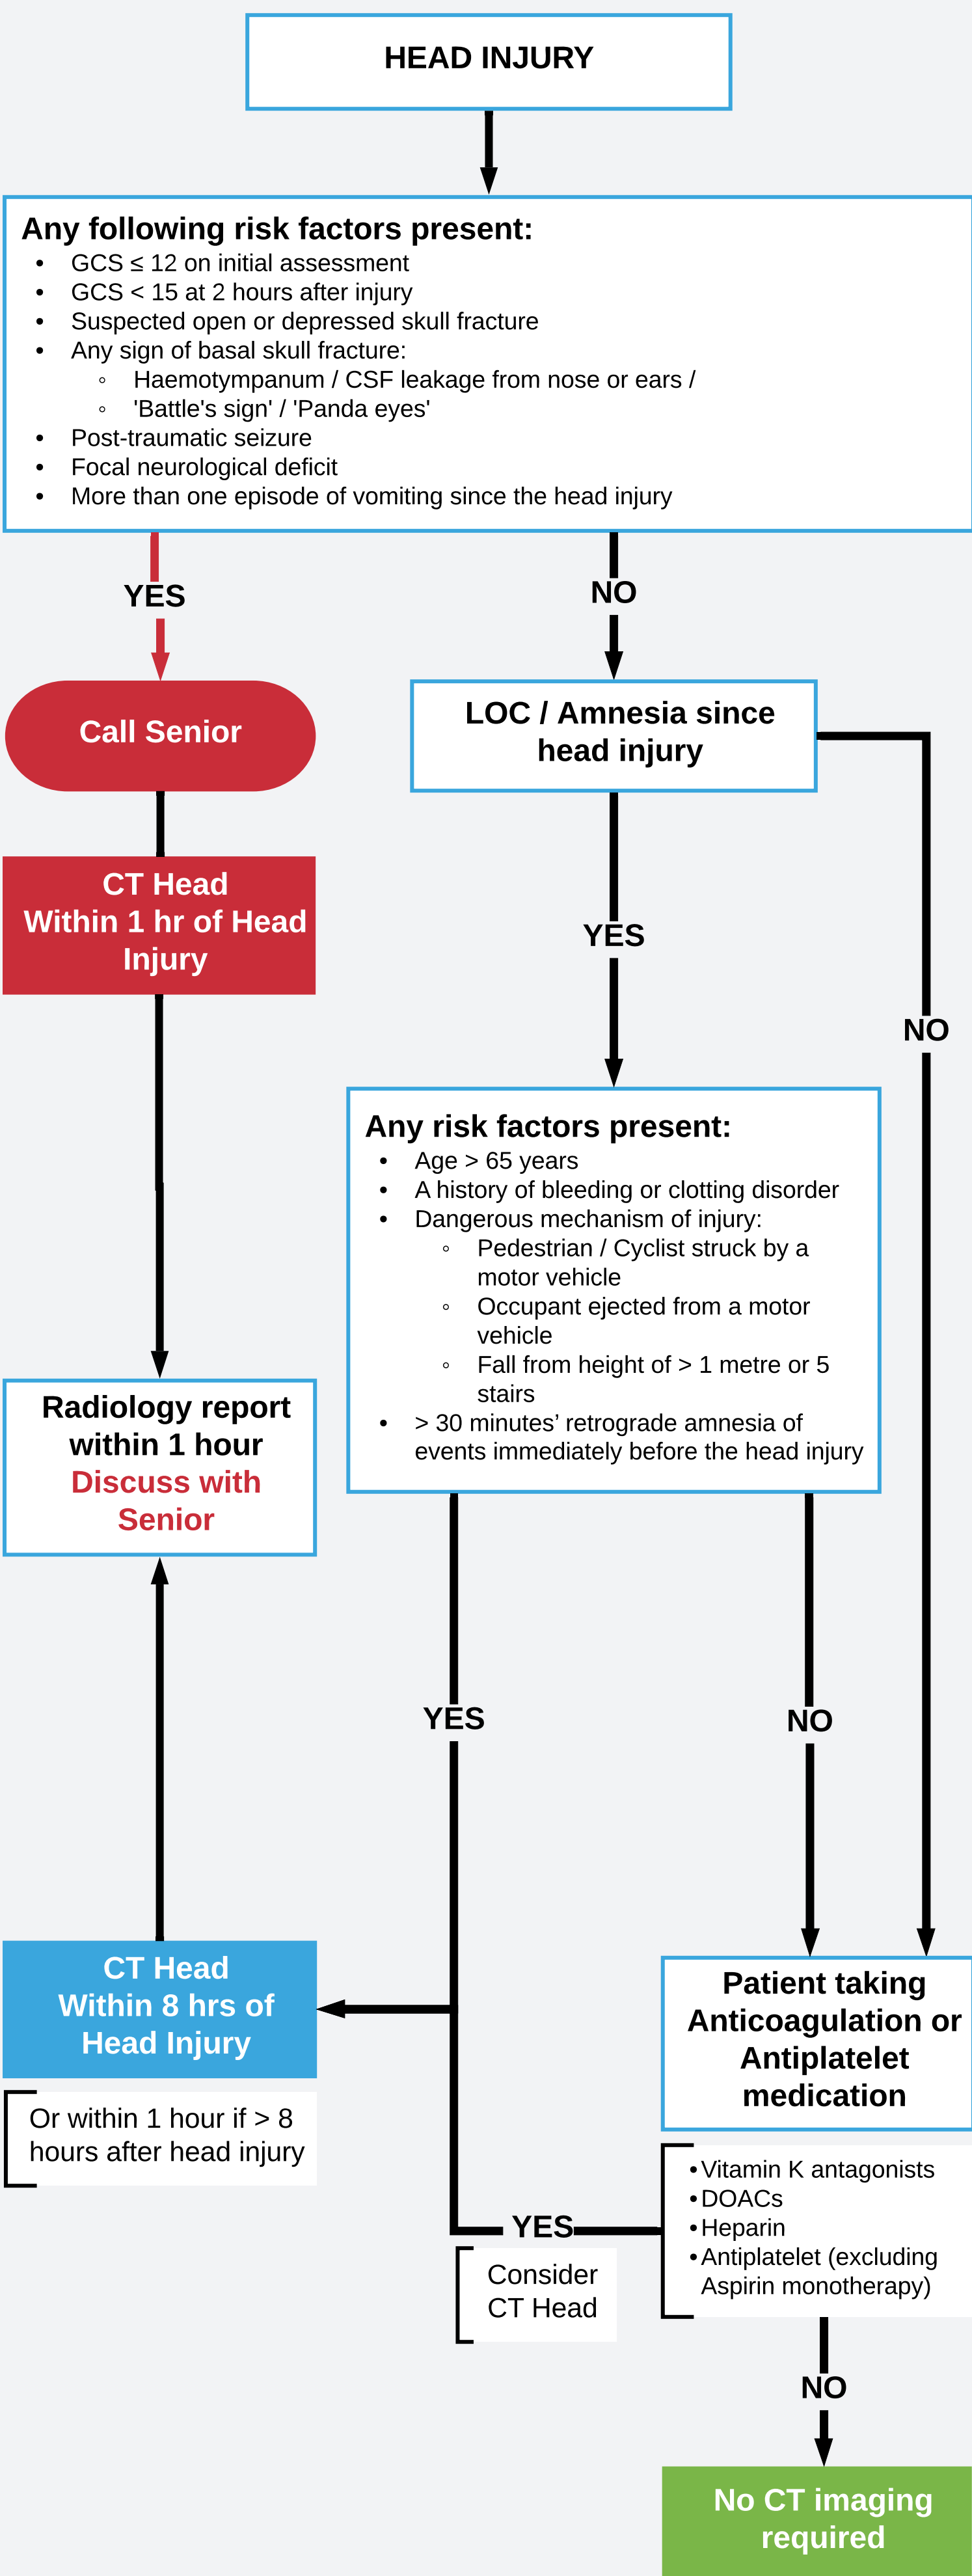 HEAD INJURY
Any following risk factors present:
• GCS ≤ 12 on initial assessment
• GCS < 15 at 2 hours after injury
• Suspected open or depressed skull fracture
• Any sign of basal skull fracture:
◦ Haemotympanum / CSF leakage from nose or ears /
◦ 'Battle's sign' / 'Panda eyes'
• Post-traumatic seizure
• Focal neurological deficit
• More than one episode of vomiting since the head injury
YES
NO
Call Senior
LOC / Amnesia since
head injury
CT Head
Within 1 hr of Head
Injury
YES
NO
Any risk factors present:
• Age > 65 years
• A history of bleeding or clotting disorder
• Dangerous mechanism of injury:
◦ Pedestrian / Cyclist struck by a
motor vehicle
◦ Occupant ejected from a motor
vehicle
◦ Fall from height of > 1 metre or 5
stairs
• > 30 minutes’ retrograde amnesia of
events immediately before the head injury
Radiology report
within 1 hour
Discuss with
Senior
YES
NO
CT Head
Within 8 hrs of
Head Injury
Or within 1 hour if > 8
hours after head injury
Patient taking
Anticoagulation or
Antiplatelet
medication
• Vitamin K antagonists
• DOACs
• Heparin
• Antiplatelet (excluding
Aspirin monotherapy)
YES
Consider
CT Head
NO
No CT imaging
required